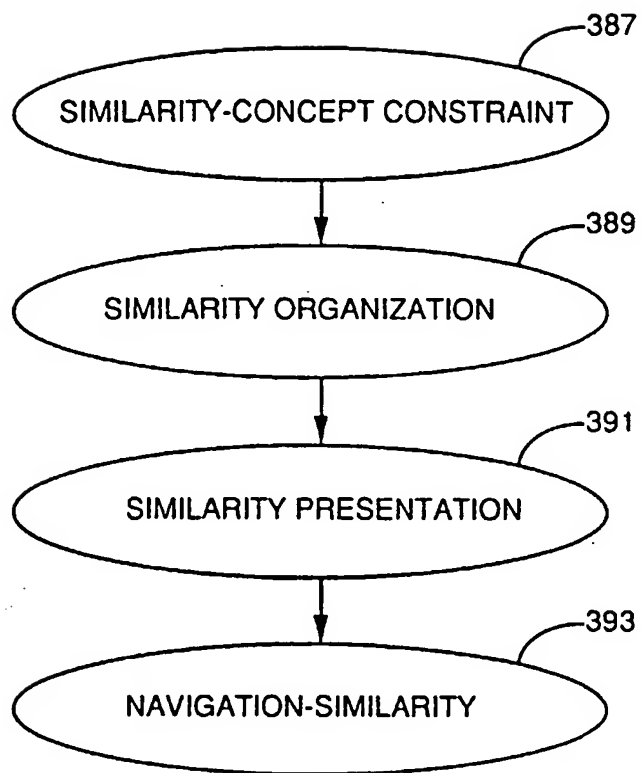 387
SIMILARITY-CONCEPT CONSTRAINT
389
SIMILARITY ORGANIZATION
391
SIMILARITY PRESENTATION
393
NAVIGATION-SIMILARITY